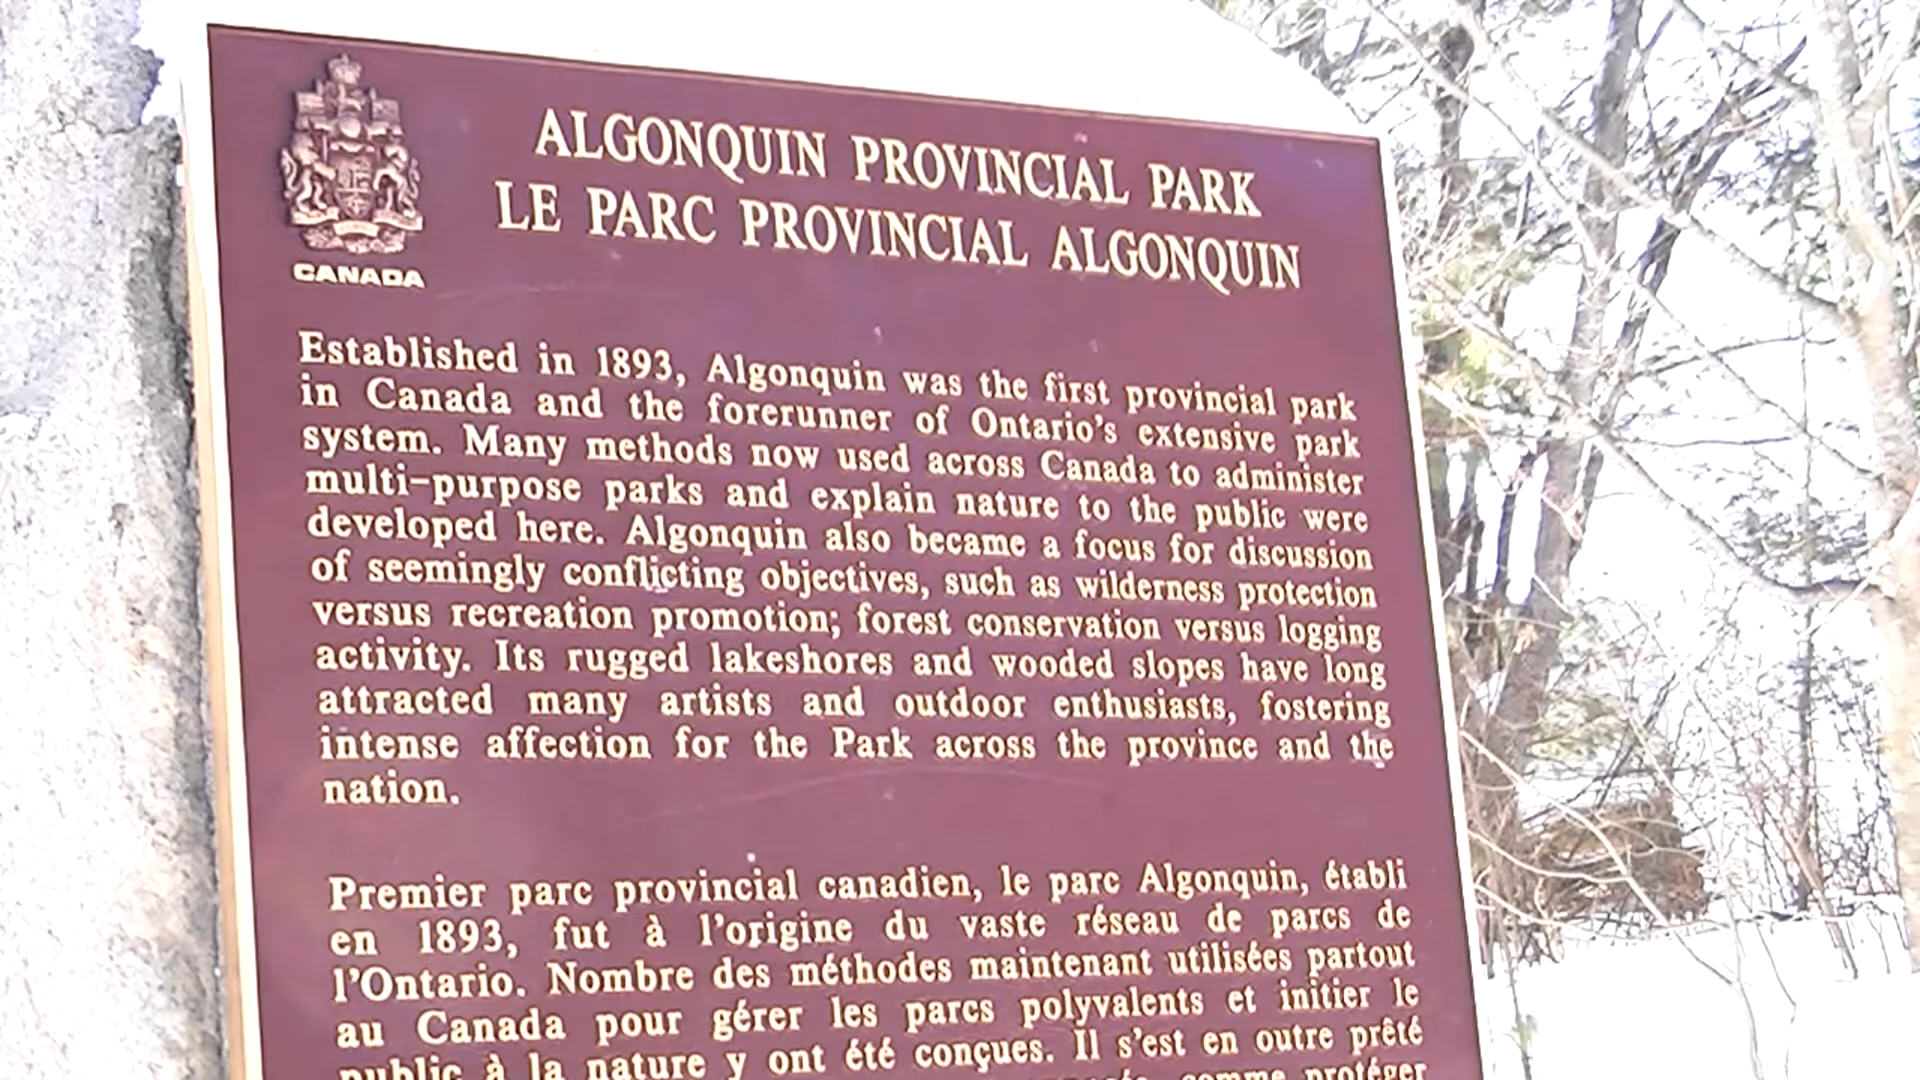 ALGONQUIN PROVINCIAL PARK
LE PARC PROVINCIAL ALGONQUIN
CANADA
Established in 1893, Algonquin was the first provincial park
in Canada and the forerunner of Ontario's extensive park
system. Many methods now used across Canada to administer
multi-purpose parks and explain nature to the public were
developed here. Algonquin also became a focus for discussion
of seemingly conflicting objectives, such as wilderness protection
versus recreation promotion; forest conservation versus logging
activity. Its rugged lakeshores and wooded slopes have long
attracted many artists and outdoor enthusiasts, fostering
intense affection for the Park across the province and the
nation.
Premier parc provincial canadien, le parc Algonquin, établi
en 1893, fut à l'origine du vaste réseau de parcs de
l'Ontario. Nombre des méthodes maintenant utilisées partout
au Canada pour gérer les parcs polyvalents et initier le
public à la nature y ont été conçues. Il s'est en outre prêté
comme protéger